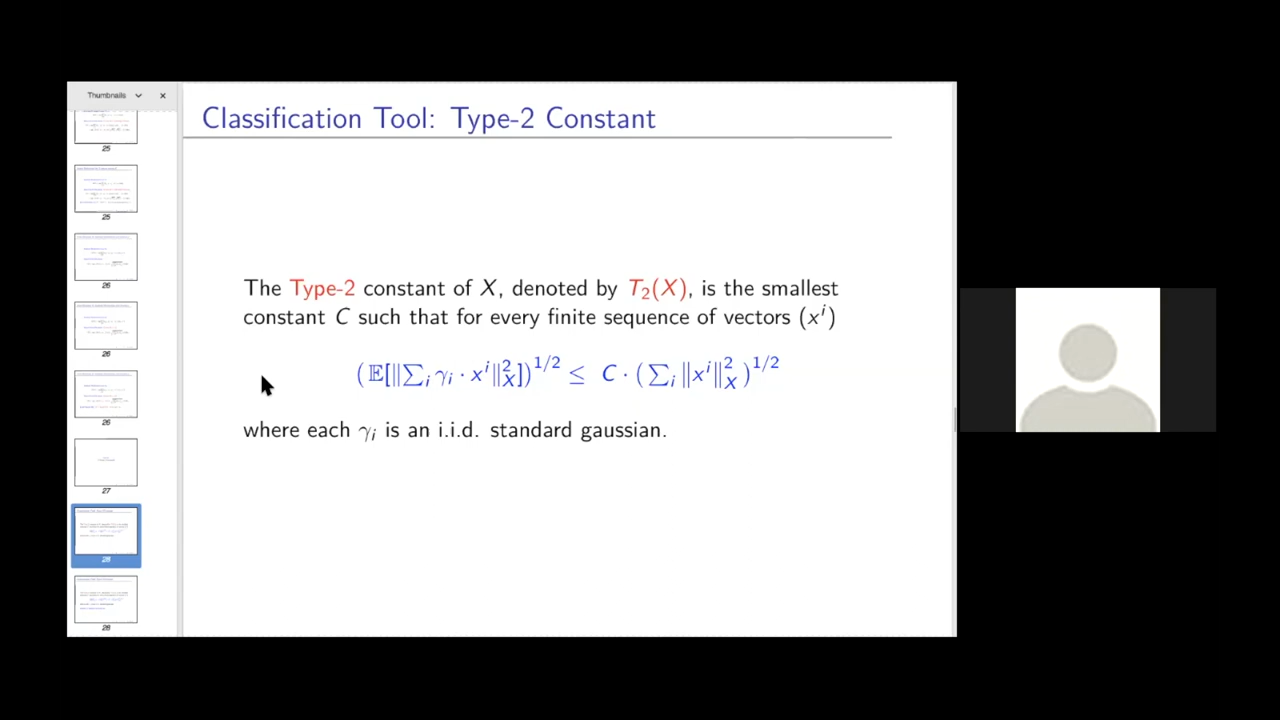 Thumbnails
25
25
26
26
26
27
28
28
Classification Tool: Type-2 Constant
The Type-2 constant of X, denoted by T₂(X), is the smallest
constant C such that for every finite sequence of vectors (xⁱ)
(𝔼[‖∑ᵢ γᵢ · xⁱ‖²_X])^1/2 ≤ C · (∑ᵢ ‖xⁱ‖²_X)^1/2
where each γᵢ is an i.i.d. standard gaussian.